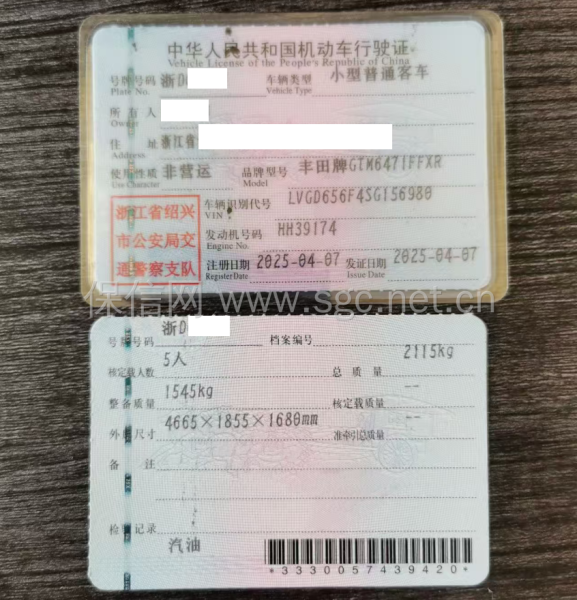 中华人民共和国机动车行驶证
Vehicle License of the People's Republic of China
号牌号码 浙D 车辆类型 小型普通客车
Plate No. Vehicle Type
所有人
Owner
住址 浙江省
Address
使用性质 非营运 品牌型号 丰田牌GTM6471FFXR
Use Character Model
浙江省绍兴
市公安局交
通警察支队
车辆识别代号 LVGD656F4SG156980
VIN
发动机号码 HH39174
Engine No.
注册日期 2025-04-07 发证日期 2025-04-07
Register Date Issue Date
保信网 www.sgc.net.cn
号牌号码 浙D 档案编号
核定载人数 5人 总质量 2115kg
整备质量 1545kg 核定载质量 --
外廓尺寸 4665×1855×1680mm 准牵引总质量 --
备注
检验记录
汽油
*3330057439420*